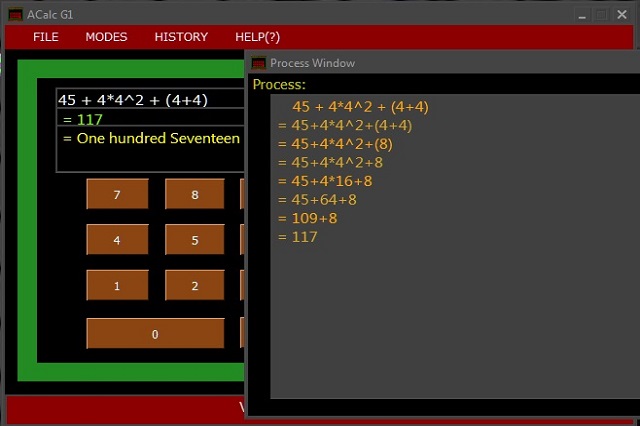 ACalc G1
FILE MODES HISTORY HELP(?)
45 + 4*4^2 + (4+4)
= 117
= One hundred Seventeen
7 8
4 5
1 2
0
Process Window
Process:
45 + 4*4^2 + (4+4)
= 45+4*4^2+(4+4)
= 45+4*4^2+(8)
= 45+4*4^2+8
= 45+4*16+8
= 45+64+8
= 109+8
= 117